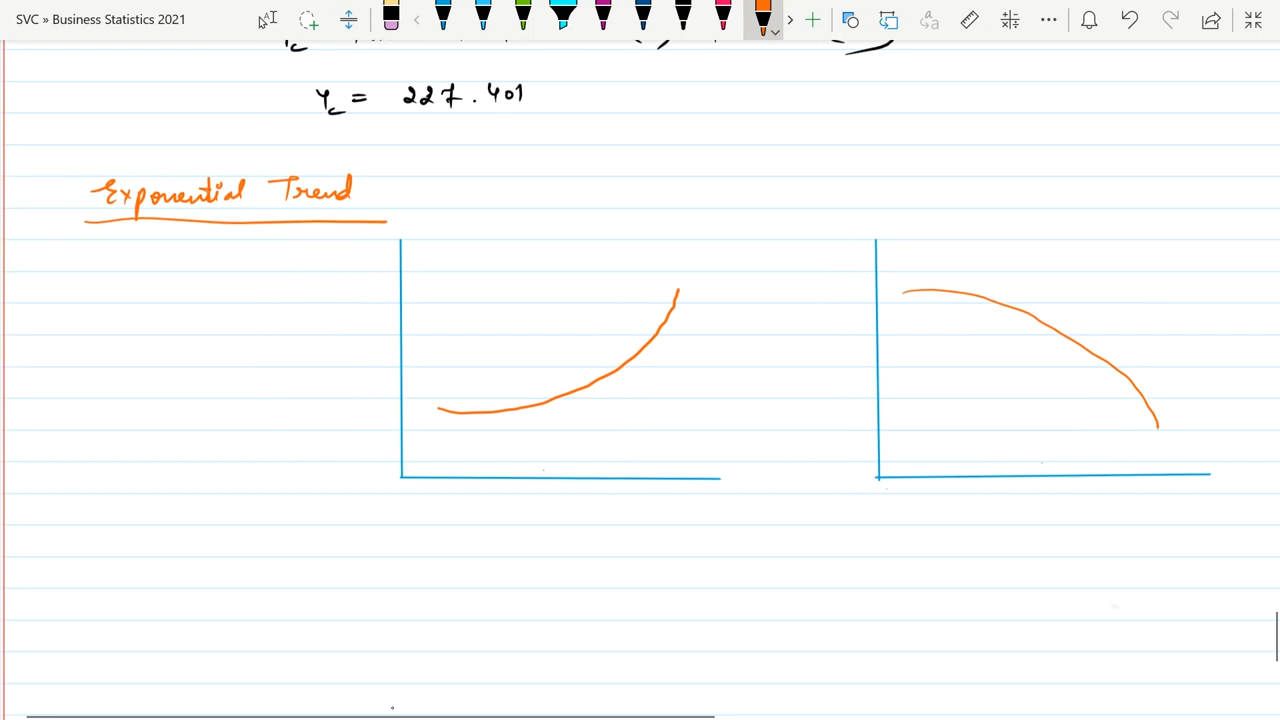 SVC » Business Statistics 2021
Yc = 227.401
Exponential Trend